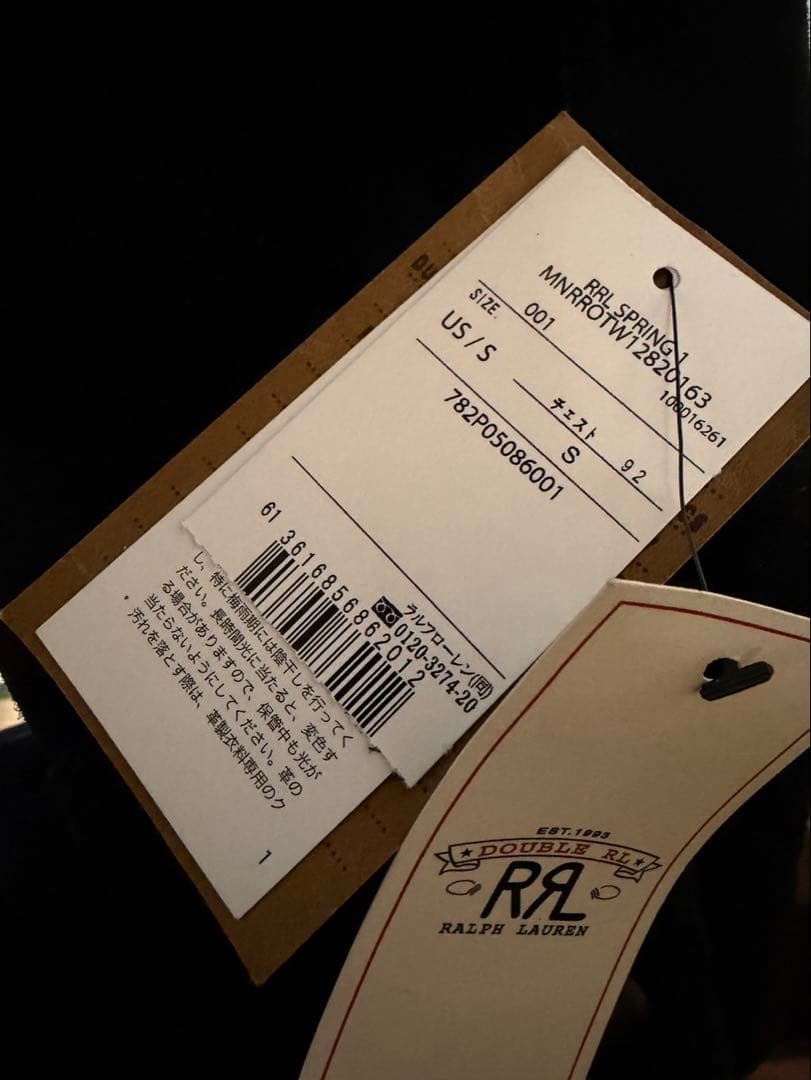 RRL SPRING 1
MNRROTW12820163
100016261
SIZE 001
US / S
チェスト 92
S
782P05086001
61
3616856862012
ラルフローレン(同)
0120-3274-20
し、特に梅雨期には陰干しを行ってく
ださい。長時間光に当たると、変色す
る場合がありますので、保管中も光が
当たらないようにしてください。革の
・汚れを落とす際は、革製衣料専用のク
1
EST.1993
DOUBLE RL
RRL
RALPH LAUREN